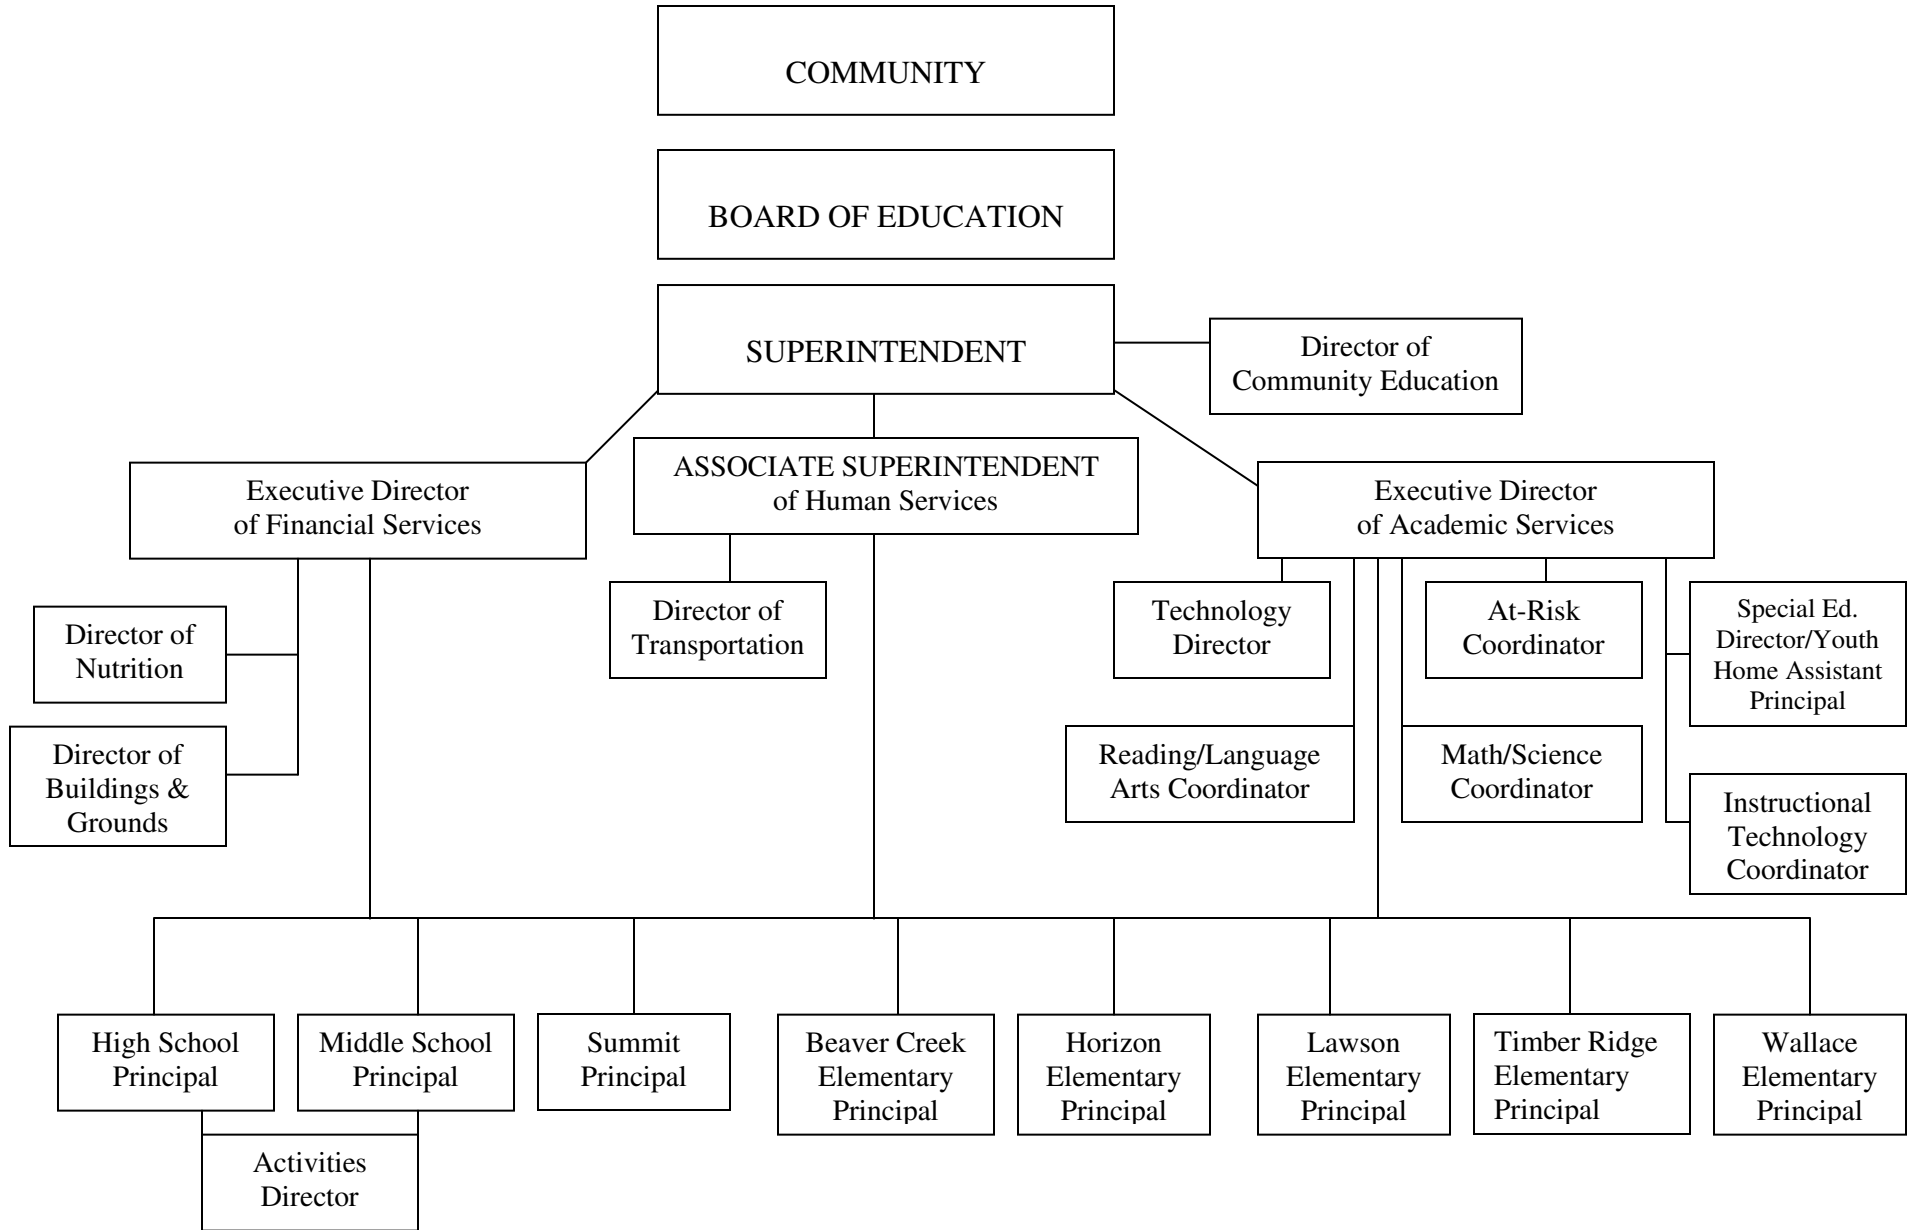 COMMUNITY
BOARD OF EDUCATION
SUPERINTENDENT
Director of
Community Education
Executive Director
of Financial Services
ASSOCIATE SUPERINTENDENT
of Human Services
Executive Director
of Academic Services
Director of
Nutrition
Director of
Buildings &
Grounds
Director of
Transportation
Technology
Director
At-Risk
Coordinator
Special Ed.
Director/Youth
Home Assistant
Principal
Reading/Language
Arts Coordinator
Math/Science
Coordinator
Instructional
Technology
Coordinator
High School
Principal
Middle School
Principal
Summit
Principal
Beaver Creek
Elementary
Principal
Horizon
Elementary
Principal
Lawson
Elementary
Principal
Timber Ridge
Elementary
Principal
Wallace
Elementary
Principal
Activities
Director